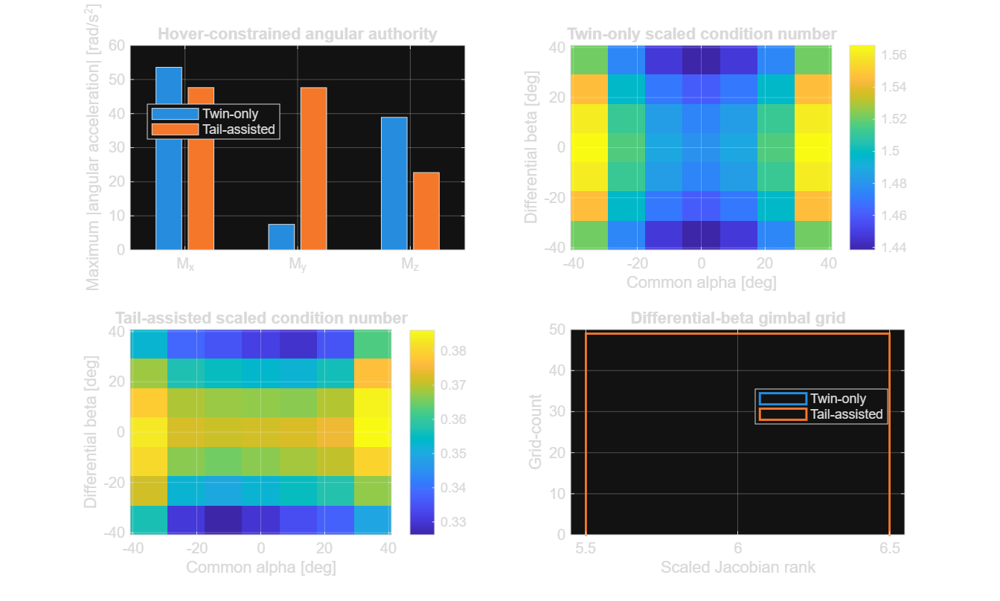 Hover-constrained angular authority
Maximum |angular acceleration| [rad/s²]
60
50
40
30
20
10
0
Twin-only
Tail-assisted
Mx
My
Mz
Twin-only scaled condition number
Differential beta [deg]
40
20
0
-20
-40
-40
-20
0
20
40
Common alpha [deg]
1.56
1.54
1.52
1.5
1.48
1.46
1.44
Tail-assisted scaled condition number
Differential beta [deg]
40
20
0
-20
-40
-40
-20
0
20
40
Common alpha [deg]
0.38
0.37
0.36
0.35
0.34
0.33
Differential-beta gimbal grid
Grid-count
50
40
30
20
10
0
Twin-only
Tail-assisted
5.5
6
6.5
Scaled Jacobian rank